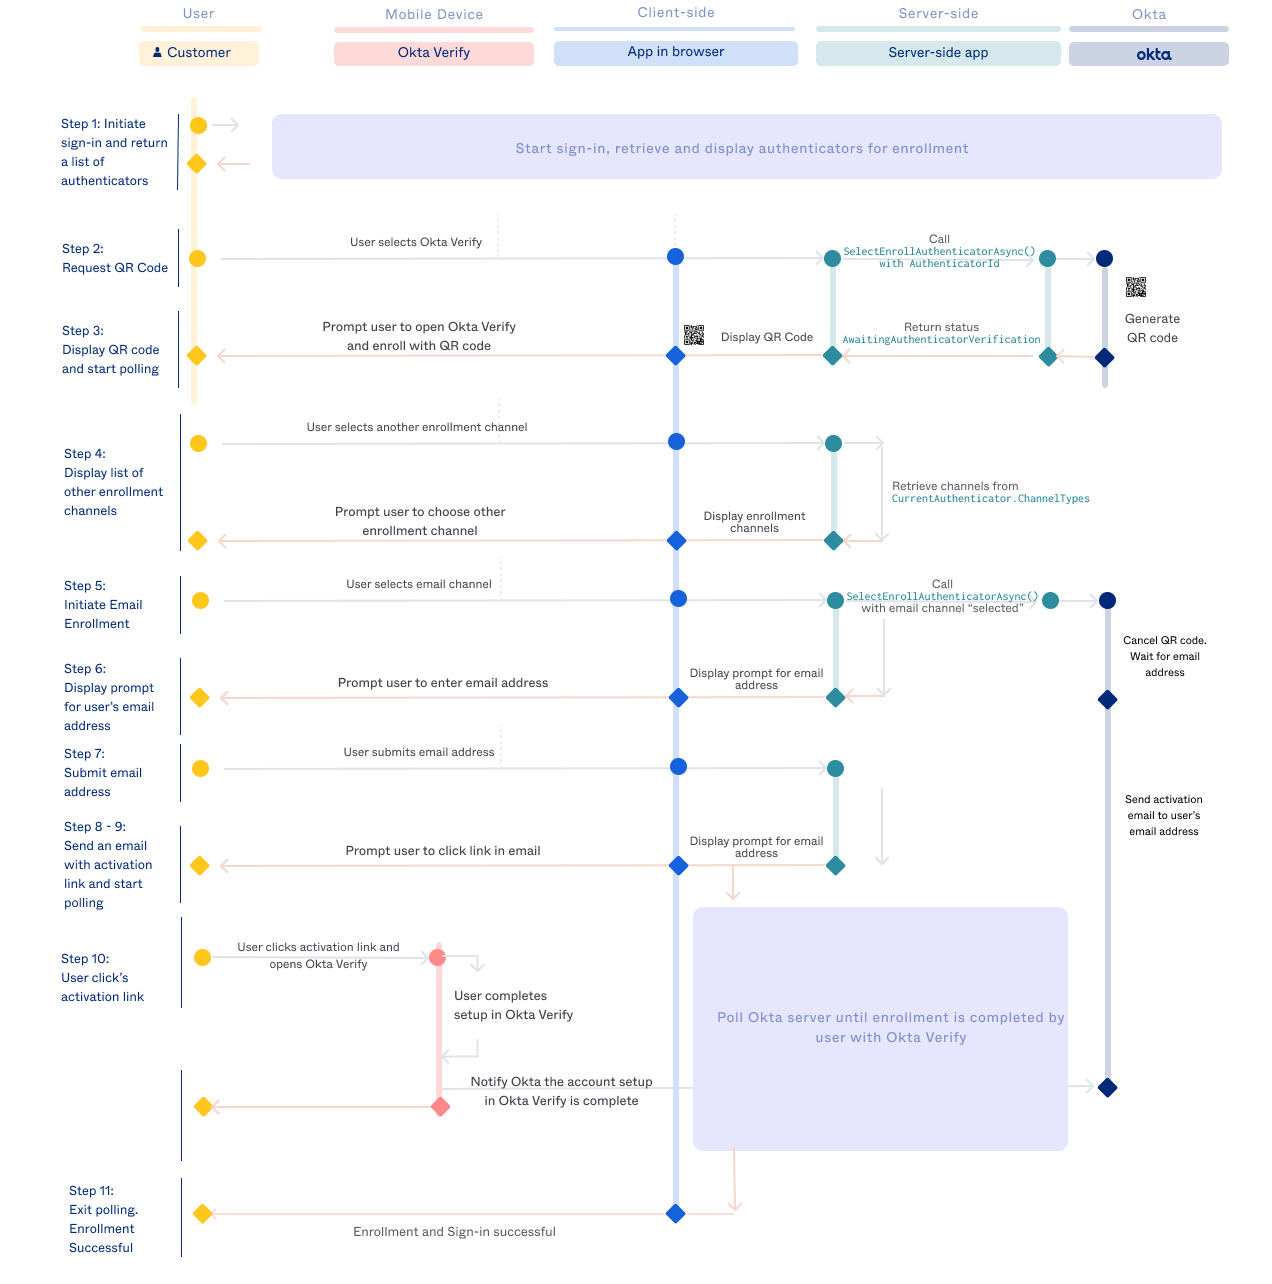 User
Mobile Device
Client-side
Server-side
Okta
Customer
Okta Verify
App in browser
Server-side app
okta
Step 1: Initiate
sign-in and return
a list of
authenticators
Start sign-in, retrieve and display authenticators for enrollment
Step 2:
Request QR Code
User selects Okta Verify
Call
SelectEnrollAuthenticatorAsync()
with AuthenticatorId
Generate
QR code
Step 3:
Display QR code
and start polling
Prompt user to open Okta Verify
and enroll with QR code
Display QR Code
Return status
AwaitingAuthenticatorVerification
Step 4:
Display list of
other enrollment
channels
User selects another enrollment channel
Retrieve channels from
CurrentAuthenticator.ChannelTypes
Prompt user to choose other
enrollment channel
Display enrollment
channels
Step 5:
Initiate Email
Enrollment
User selects email channel
Call
SelectEnrollAuthenticatorAsync()
with email channel “selected”
Cancel QR code.
Wait for email
address
Step 6:
Display prompt
for user’s email
address
Prompt user to enter email address
Display prompt for email
address
Step 7:
Submit email
address
User submits email address
Send activation
email to user’s
email address
Step 8 - 9:
Send an email
with activation
link and start
polling
Prompt user to click link in email
Display prompt for email
address
Step 10:
User click’s
activation link
User clicks activation link and
opens Okta Verify
User completes
setup in Okta Verify
Poll Okta server until enrollment is completed by
user with Okta Verify
Notify Okta the account setup
in Okta Verify is complete
Step 11:
Exit polling.
Enrollment
Successful
Enrollment and Sign-in successful